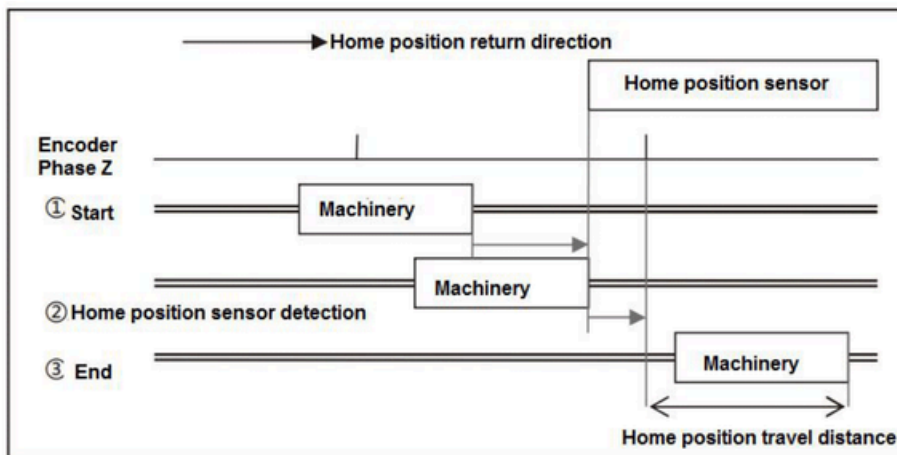 Home position return direction
Home position sensor
Encoder
Phase Z
① Start
Machinery
Machinery
② Home position sensor detection
③ End
Machinery
Home position travel distance